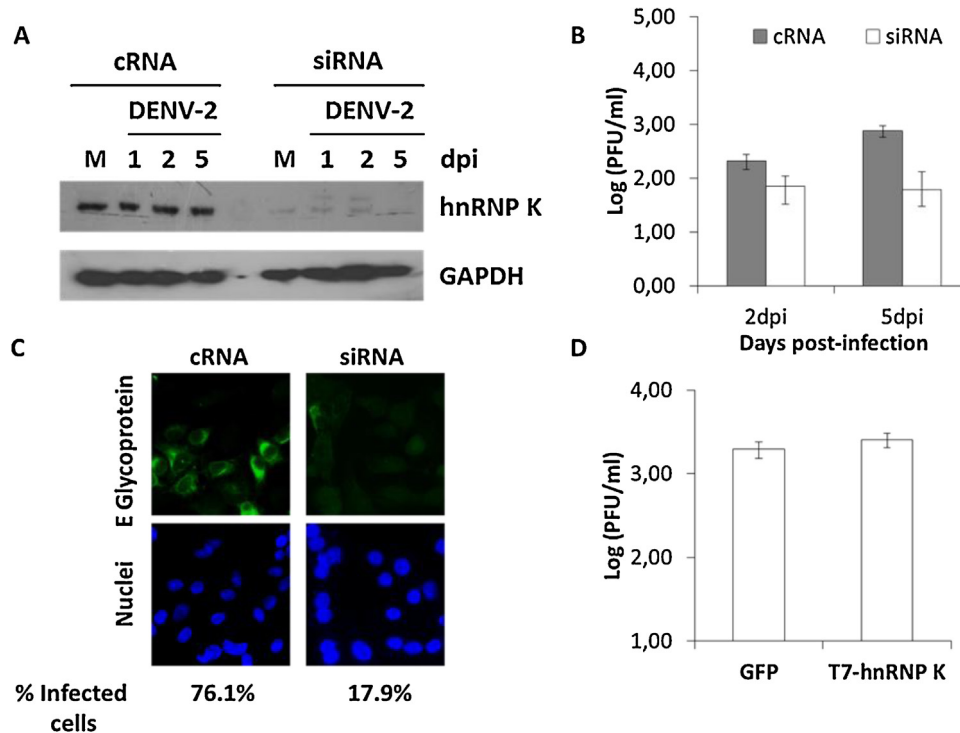 A
cRNA siRNA
DENV-2 DENV-2
M 1 2 5 M 1 2 5 dpi
hnRNP K
GAPDH
B
cRNA siRNA
Log (PFU/ml)
5,00
4,00
3,00
2,00
1,00
0,00
2dpi 5dpi
Days post-infection
C
cRNA siRNA
E Glycoprotein
Nuclei
% Infected cells
76.1% 17.9%
D
Log (PFU/ml)
4,00
3,00
2,00
1,00
GFP T7-hnRNP K